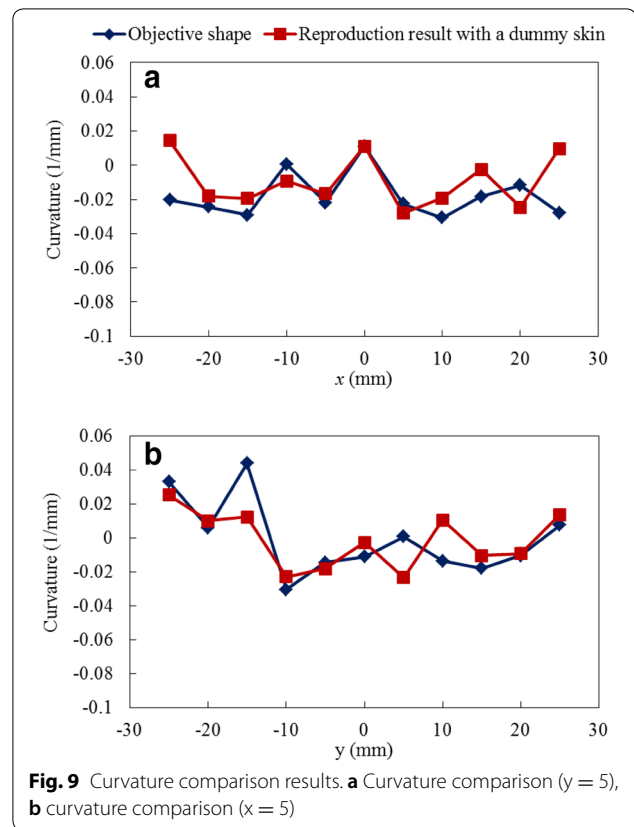 Objective shape Reproduction result with a dummy skin
a
0.06
0.04
0.02
0
-0.02
-0.04
-0.06
-0.08
-0.1
Curvature (1/mm)
-30 -20 -10 0 10 20 30
x (mm)
b
0.06
0.04
0.02
0
-0.02
-0.04
-0.06
-0.08
-0.1
Curvature (1/mm)
-30 -20 -10 0 10 20 30
y (mm)
Fig. 9 Curvature comparison results. a Curvature comparison (y = 5),
b curvature comparison (x = 5)